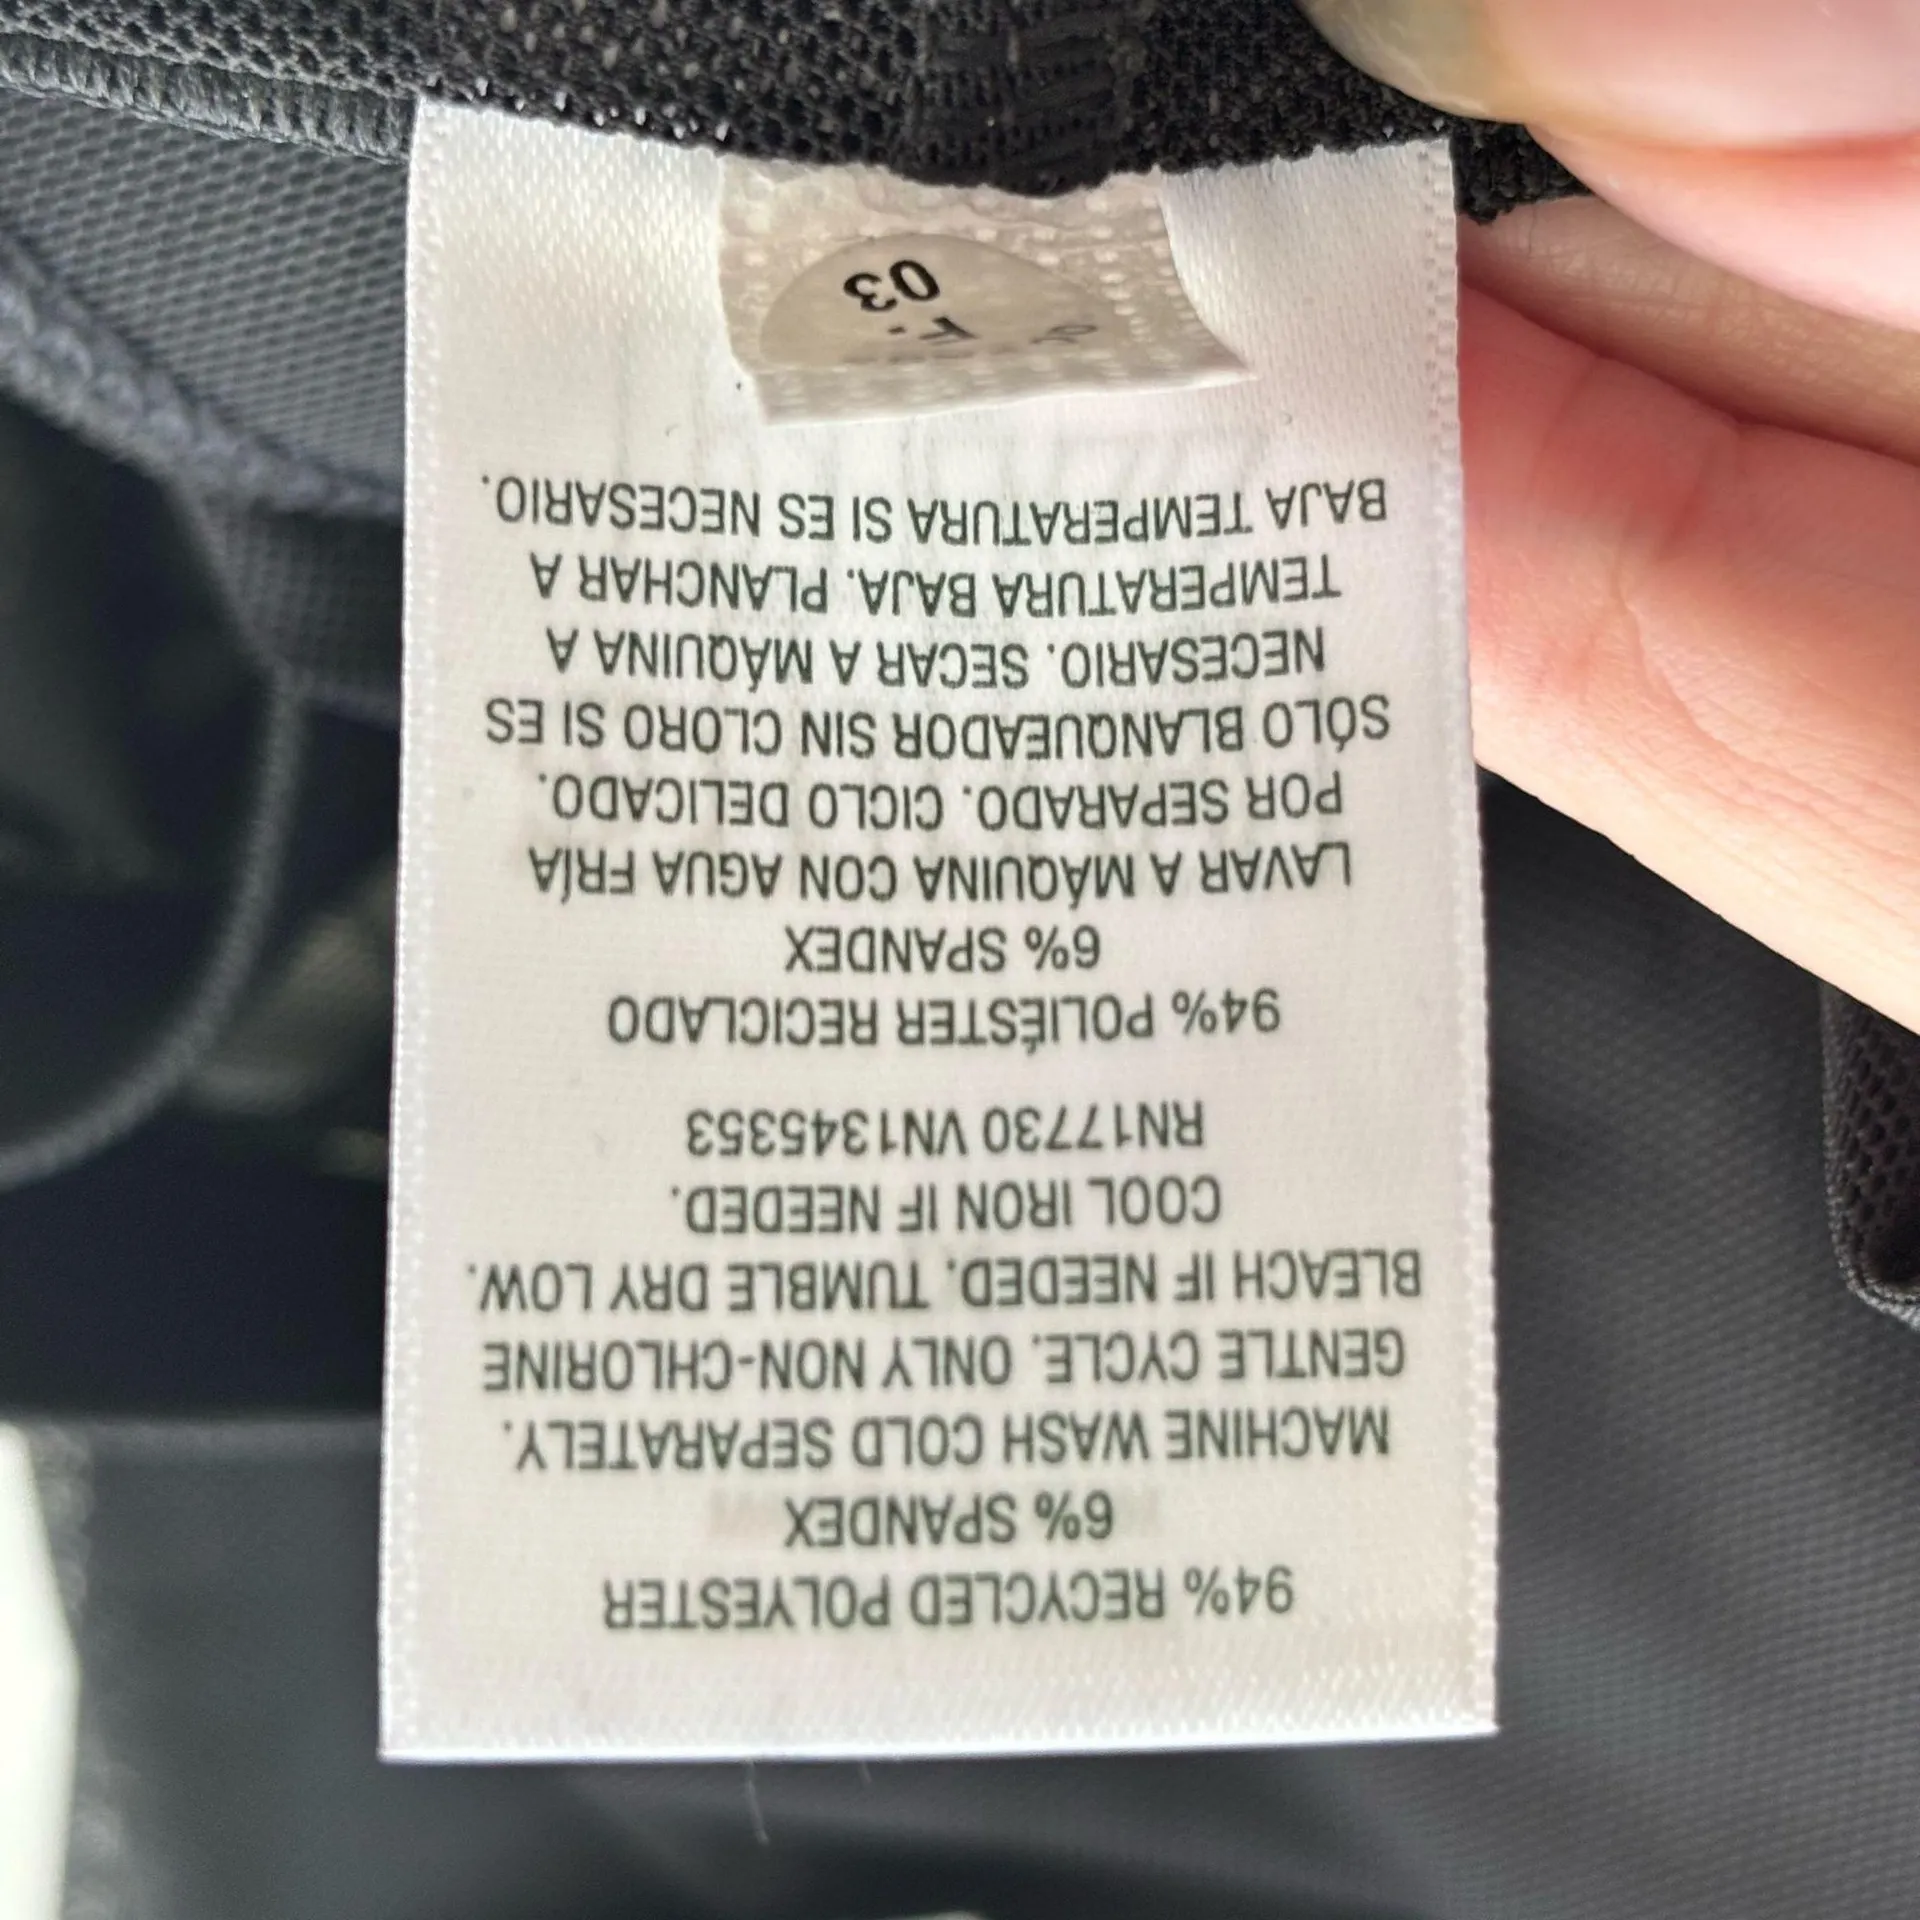 94% RECYCLED POLYESTER
6% SPANDEX
MACHINE WASH COLD SEPARATELY.
GENTLE CYCLE. ONLY NON-CHLORINE
BLEACH IF NEEDED. TUMBLE DRY LOW.
COOL IRON IF NEEDED.
RN17730 VN1345353
94% POLIÉSTER RECICLADO
6% SPANDEX
LAVAR A MÁQUINA CON AGUA FRÍA
POR SEPARADO. CICLO DELICADO.
SÓLO BLANQUEADOR SIN CLORO SI ES
NECESARIO. SECAR A MÁQUINA A
TEMPERATURA BAJA. PLANCHAR A
BAJA TEMPERATURA SI ES NECESARIO.
F:
03